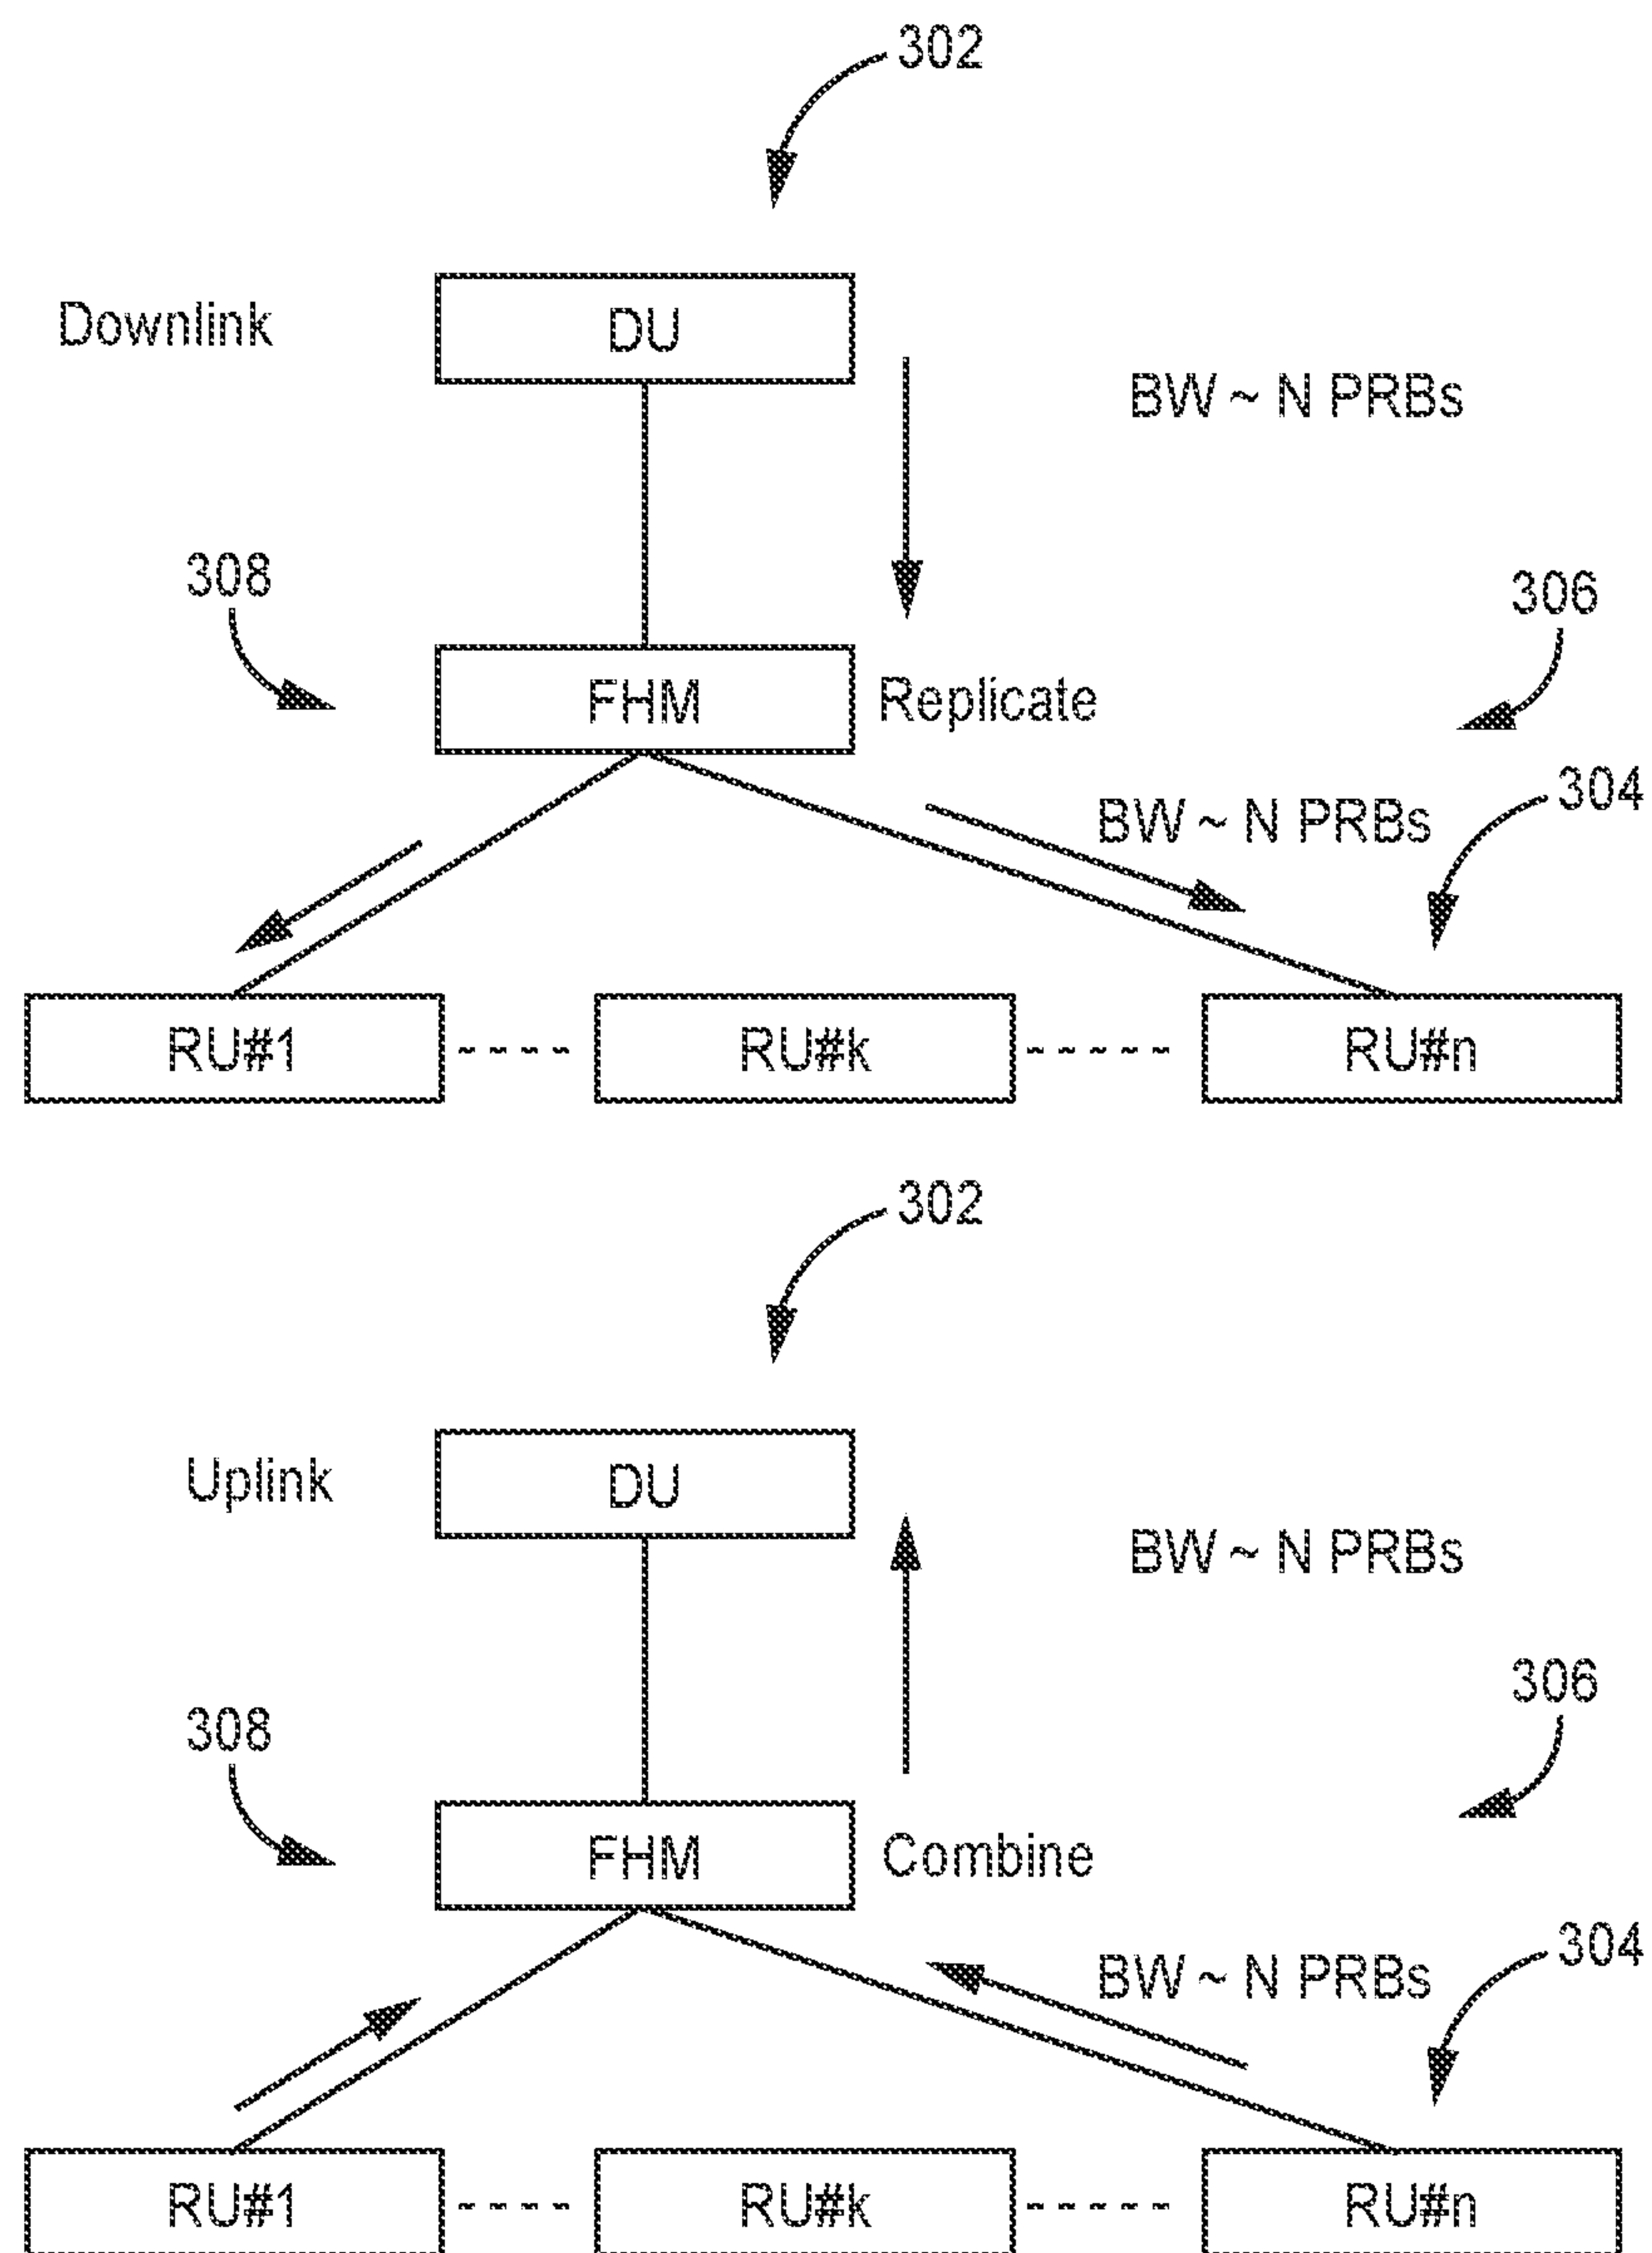 302
Downlink
DU
BW ~ N PRBs
308
306
FHM
Replicate
304
BW ~ N PRBs
RU#1
RU#k
RU#n
302
Uplink
DU
BW ~ N PRBs
306
308
FHM
Combine
304
BW ~ N PRBs
RU#1
RU#k
RU#n